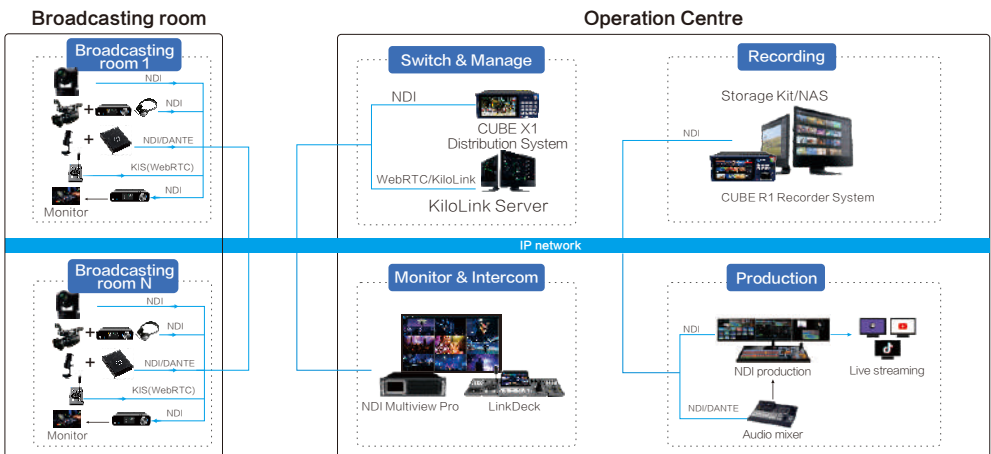 Broadcasting room
Operation Centre
Broadcasting
room 1
NDI
NDI
NDI/DANTE
KIS(WebRTC)
NDI
Monitor
Switch & Manage
NDI
CUBE X1
Distribution System
WebRTC/KiloLink
KiloLink Server
Recording
Storage Kit/NAS
NDI
CUBE R1 Recorder System
IP network
Broadcasting
room N
NDI
NDI
NDI/DANTE
KIS(WebRTC)
NDI
Monitor
Monitor & Intercom
NDI Multiview Pro
LinkDeck
Production
NDI
NDI production
Live streaming
NDI/DANTE
Audio mixer